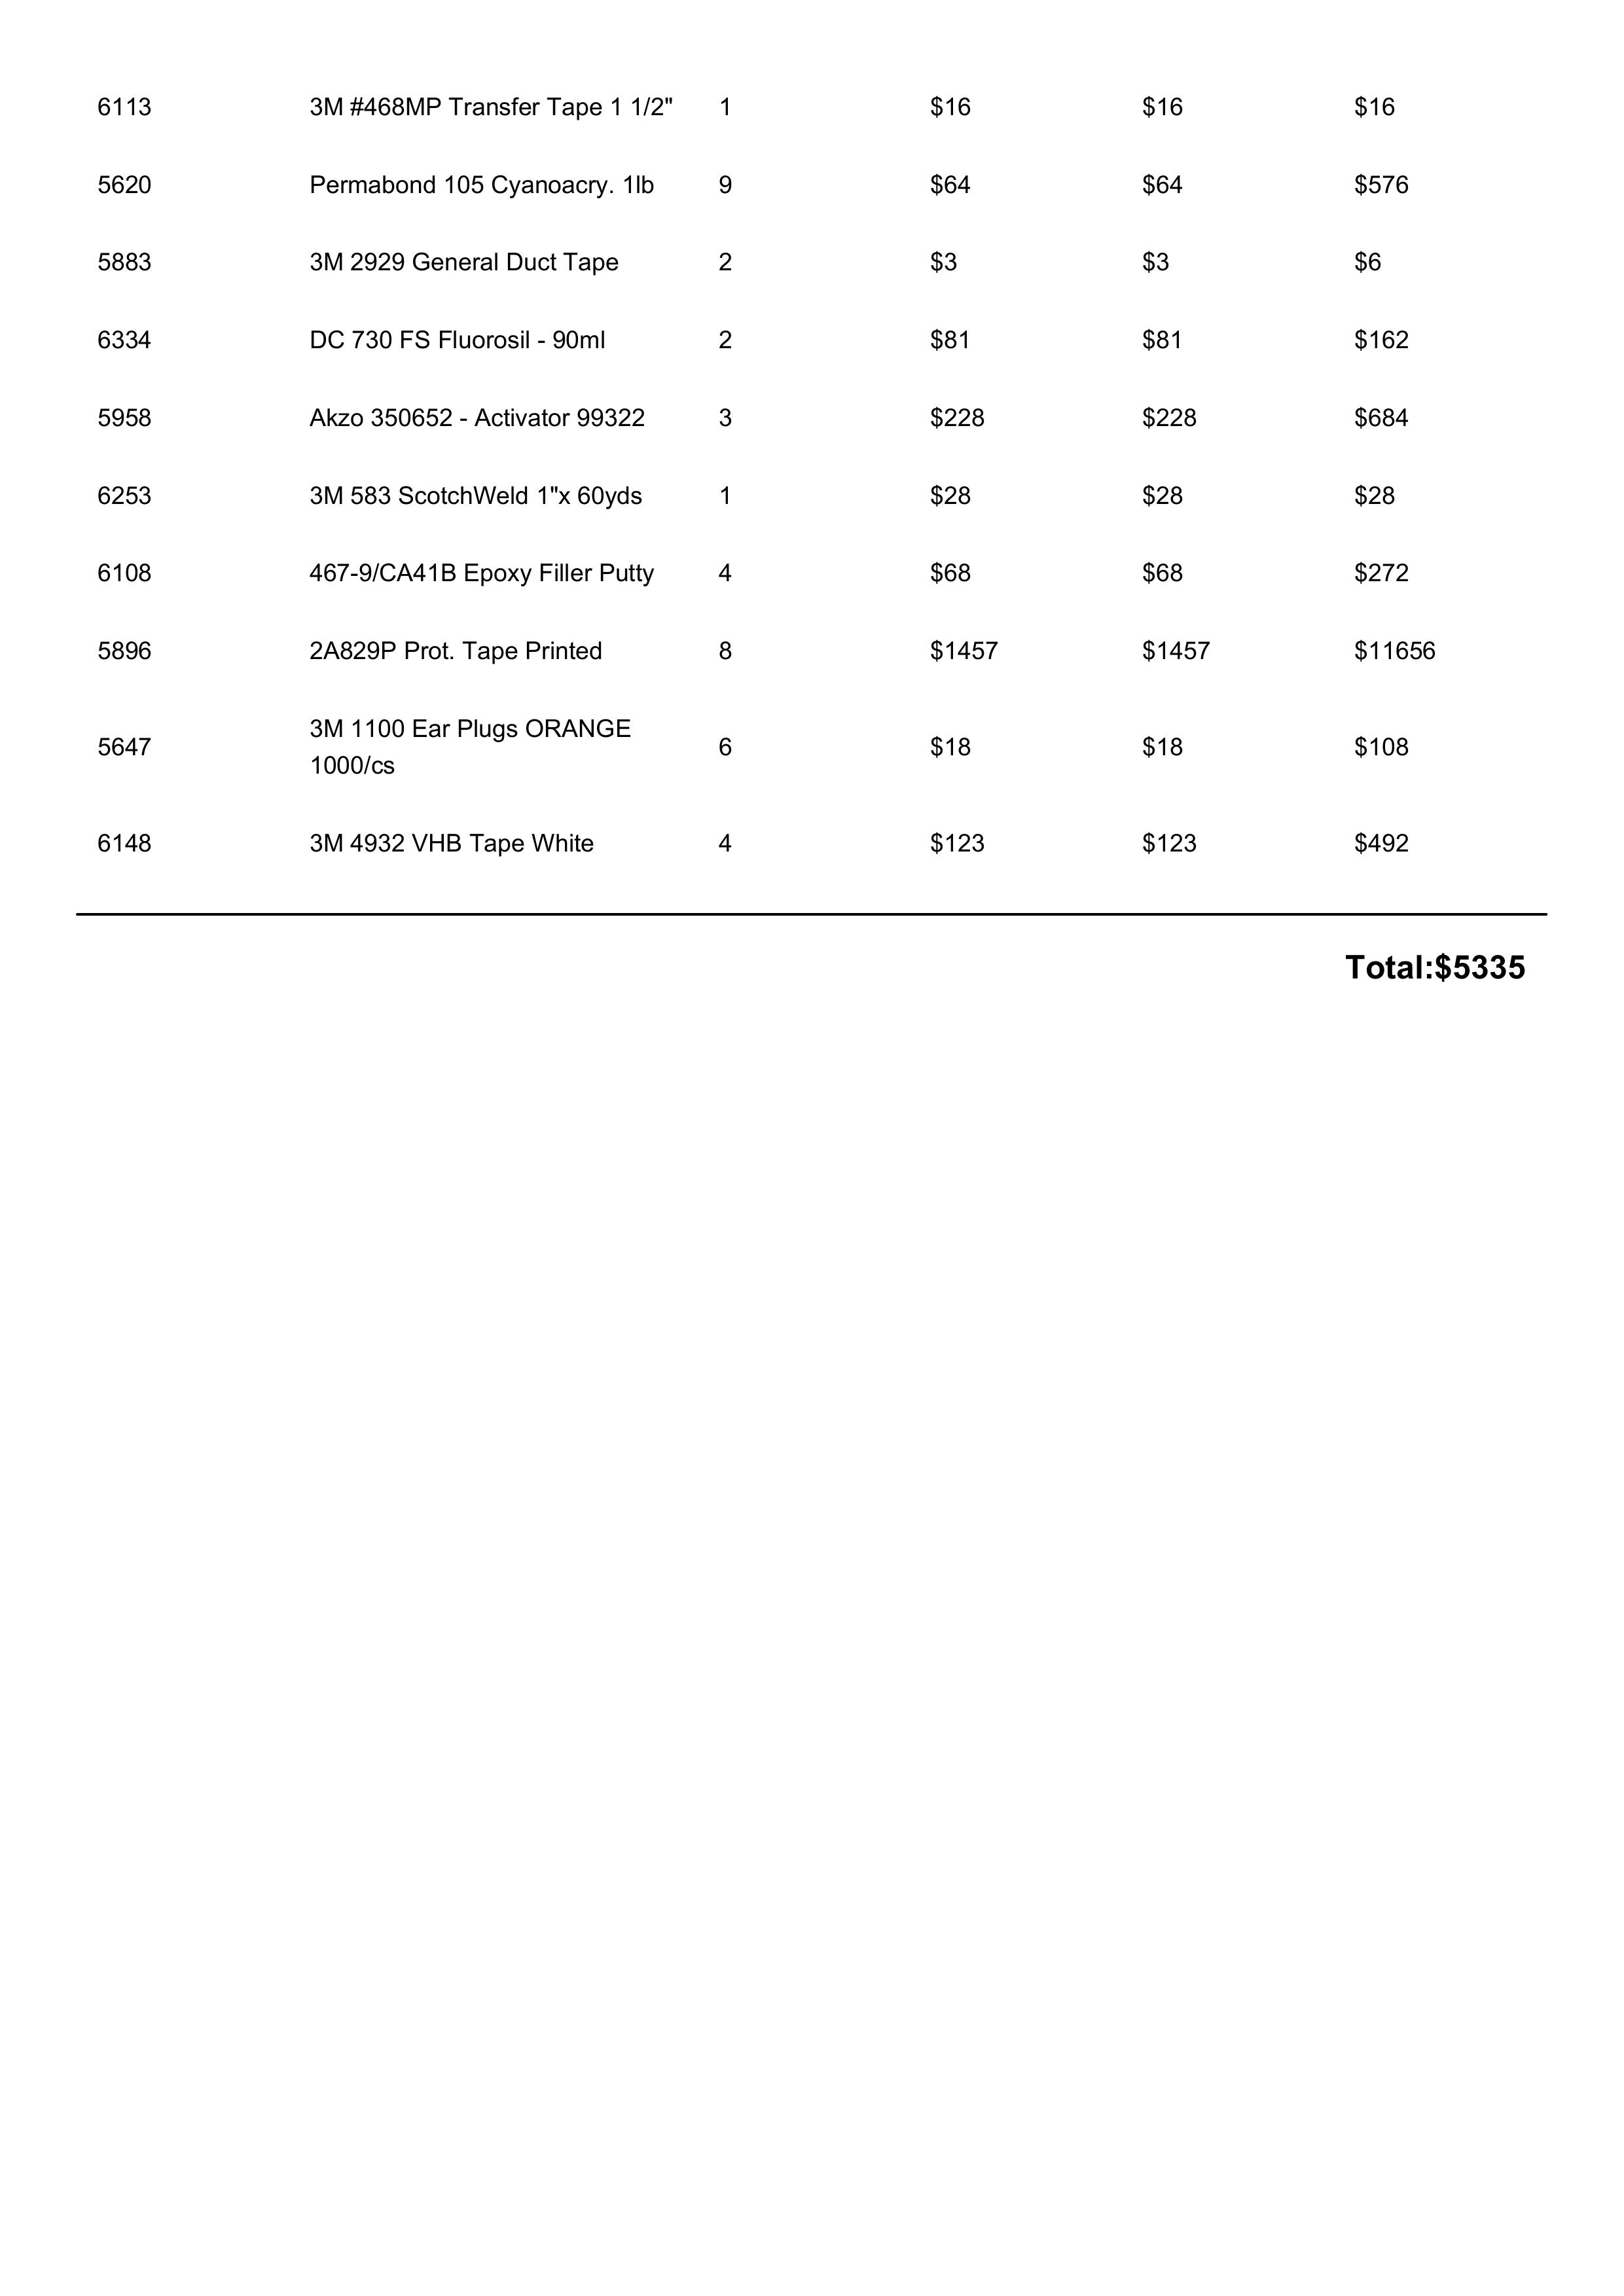 6113 3M #468MP Transfer Tape 1 1/2" 1 $16 $16 $16
5620 Permabond 105 Cyanoacry. 1lb 9 $64 $64 $576
5883 3M 2929 General Duct Tape 2 $3 $3 $6
6334 DC 730 FS Fluorosil - 90ml 2 $81 $81 $162
5958 Akzo 350652 - Activator 99322 3 $228 $228 $684
6253 3M 583 ScotchWeld 1"x 60yds 1 $28 $28 $28
6108 467-9/CA41B Epoxy Filler Putty 4 $68 $68 $272
5896 2A829P Prot. Tape Printed 8 $1457 $1457 $11656
5647 3M 1100 Ear Plugs ORANGE 6 $18 $18 $108
1000/cs
6148 3M 4932 VHB Tape White 4 $123 $123 $492
Total:$5335